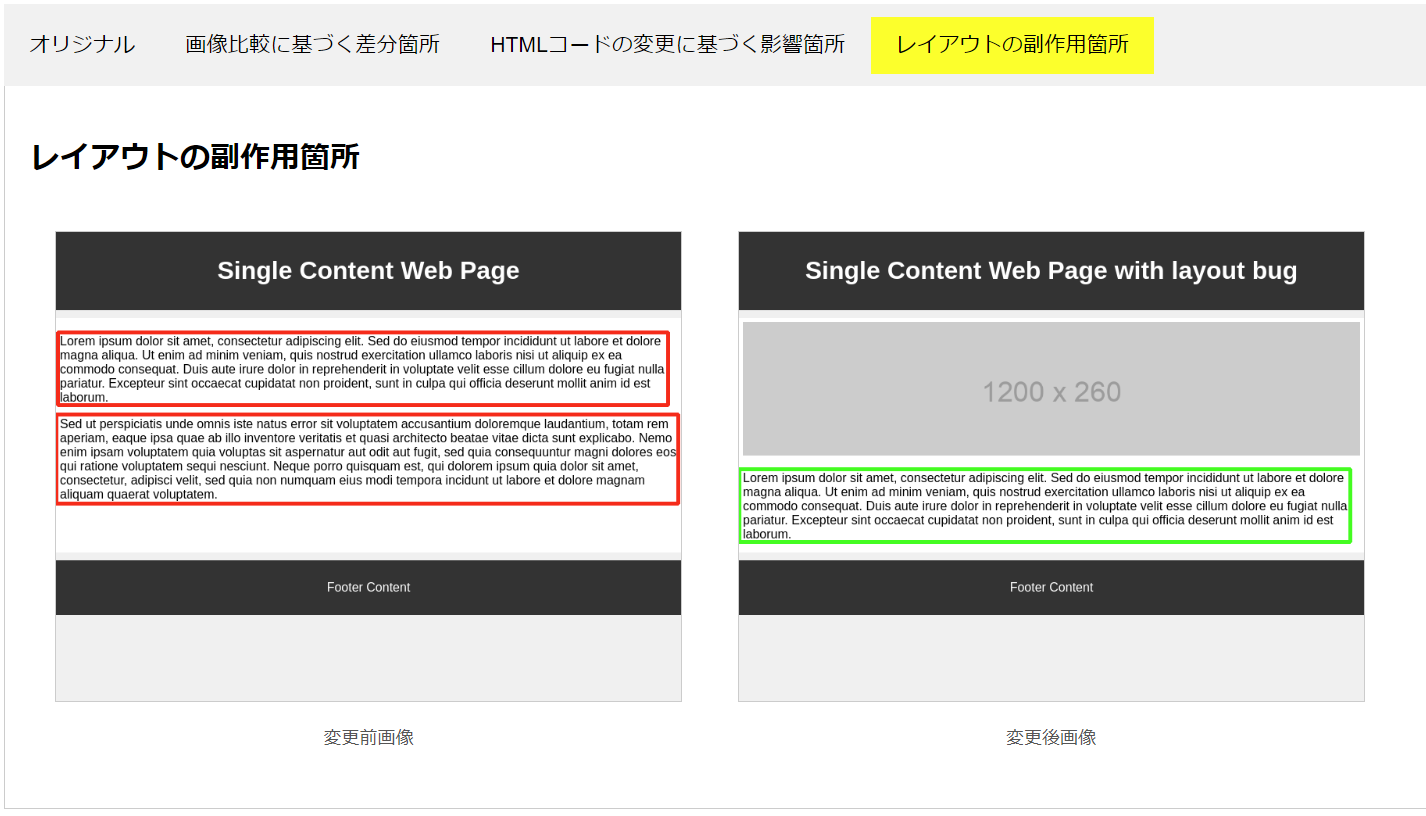 オリジナル 画像比較に基づく差分箇所 HTMLコードの変更に基づく影響箇所 レイアウトの副作用箇所
レイアウトの副作用箇所
Single Content Web Page
Lorem ipsum dolor sit amet, consectetur adipiscing elit. Sed do eiusmod tempor incididunt ut labore et dolore
magna aliqua. Ut enim ad minim veniam, quis nostrud exercitation ullamco laboris nisi ut aliquip ex ea
commodo consequat. Duis aute irure dolor in reprehenderit in voluptate velit esse cillum dolore eu fugiat nulla
pariatur. Excepteur sint occaecat cupidatat non proident, sunt in culpa qui officia deserunt mollit anim id est
laborum.
Sed ut perspiciatis unde omnis iste natus error sit voluptatem accusantium doloremque laudantium, totam rem
aperiam, eaque ipsa quae ab illo inventore veritatis et quasi architecto beatae vitae dicta sunt explicabo. Nemo
enim ipsam voluptatem quia voluptas sit aspernatur aut odit aut fugit, sed quia consequuntur magni dolores eos
qui ratione voluptatem sequi nesciunt. Neque porro quisquam est, qui dolorem ipsum quia dolor sit amet,
consectetur, adipisci velit, sed quia non numquam eius modi tempora incidunt ut labore et dolore magnam
aliquam quaerat voluptatem.
Footer Content
変更前画像
Single Content Web Page with layout bug
1200 x 260
Lorem ipsum dolor sit amet, consectetur adipiscing elit. Sed do eiusmod tempor incididunt ut labore et dolore
magna aliqua. Ut enim ad minim veniam, quis nostrud exercitation ullamco laboris nisi ut aliquip ex ea
commodo consequat. Duis aute irure dolor in reprehenderit in voluptate velit esse cillum dolore eu fugiat nulla
pariatur. Excepteur sint occaecat cupidatat non proident, sunt in culpa qui officia deserunt mollit anim id est
laborum.
Footer Content
変更後画像